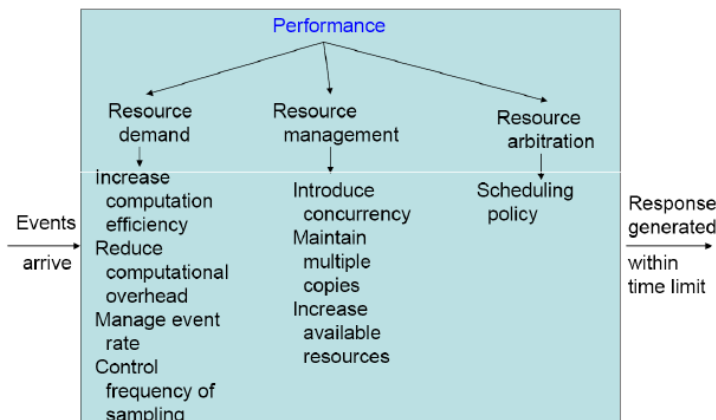 Performance
Resource
demand
Resource
management
Resource
arbitration
Increase
computation
efficiency
Reduce
computational
overhead
Manage event
rate
Control
frequency of
sampling
Introduce
concurrency
Maintain
multiple
copies
Increase
available
resources
Scheduling
policy
Events
arrive
Response
generated
within
time limit